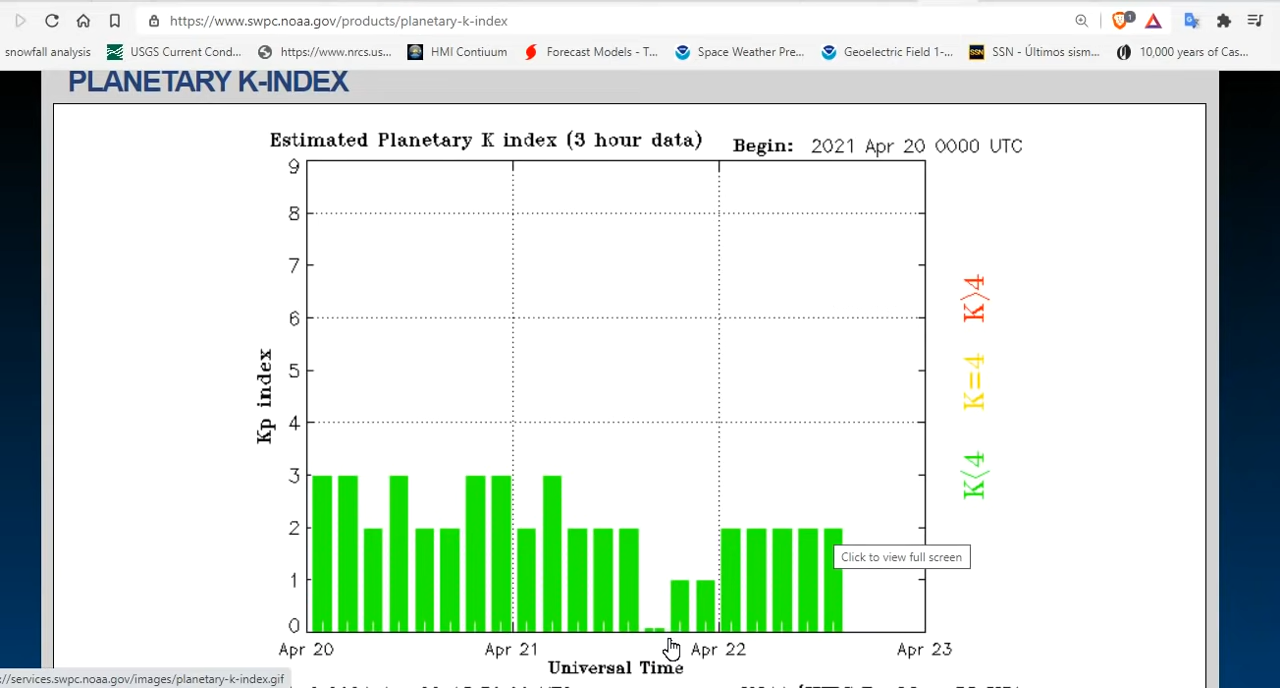 https://www.swpc.noaa.gov/products/planetary-k-index
1
snowfall analysis
USGS Current Cond...
https://www.nrcs.us...
HMI Contiuum
Forecast Models - T...
Space Weather Pre...
Geoelectric Field 1-...
SSN
SSN - Últimos sism...
10,000 years of Cas...
PLANETARY K-INDEX
Estimated Planetary K index (3 hour data)
Begin: 2021 Apr 20 0000 UTC
9
8
7
6
5
4
3
2
1
0
Kp index
K>4
K=4
K<4
Click to view full screen
Apr 20
Apr 21
Apr 22
Apr 23
Universal Time
://services.swpc.noaa.gov/images/planetary-k-index.gif